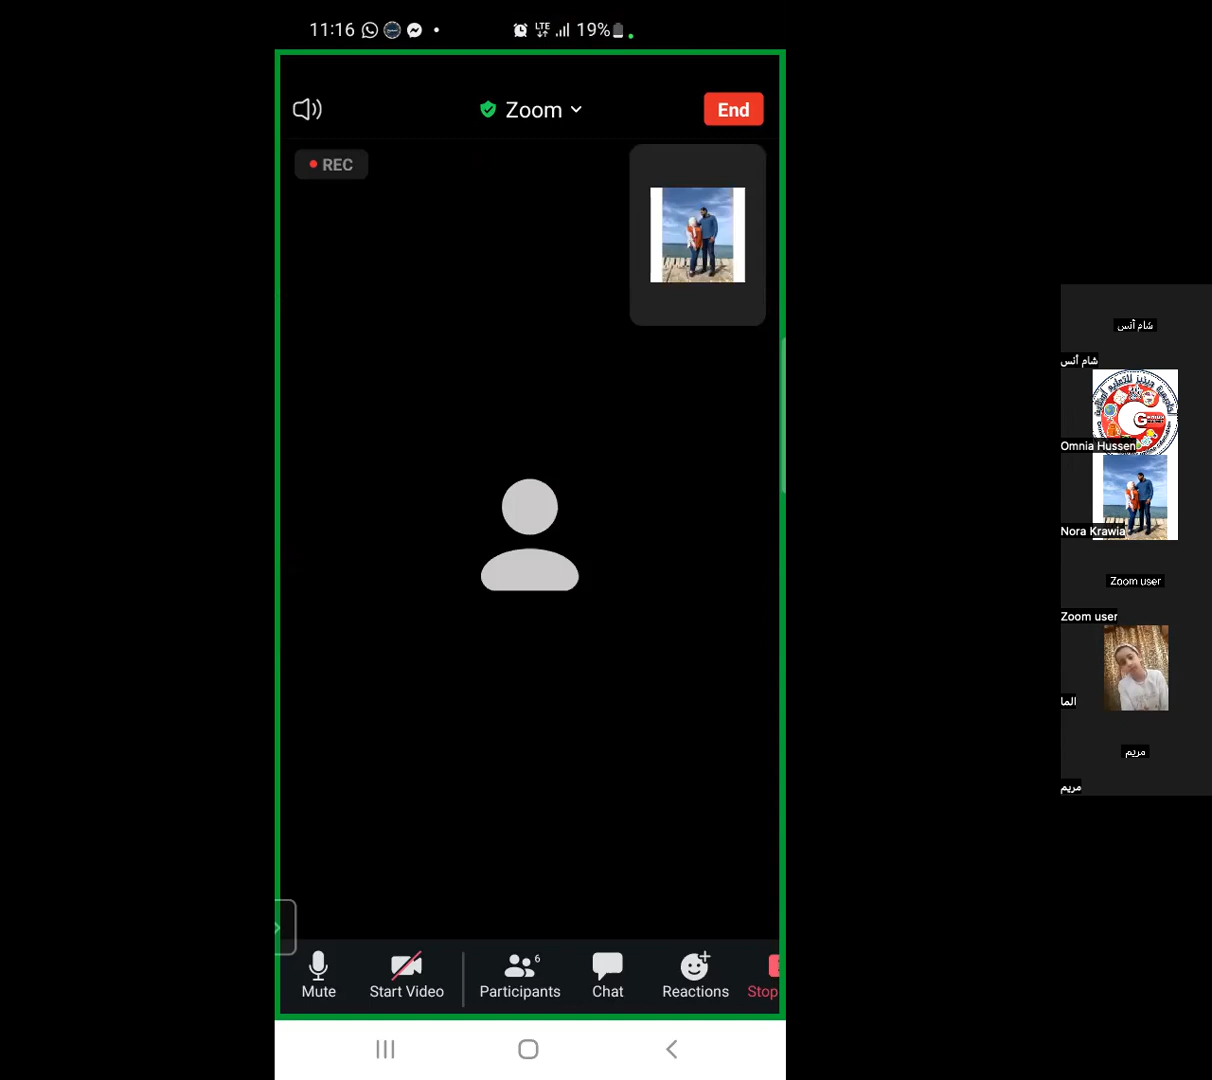 11:16
LTE
19%
Zoom
End
REC
Mute
Start Video
Participants
6
Chat
Reactions
Stop
شام أنس
شام أنس
Omnia Hussen
Nora Krawia
Zoom user
Zoom user
الما
مريم
مريم